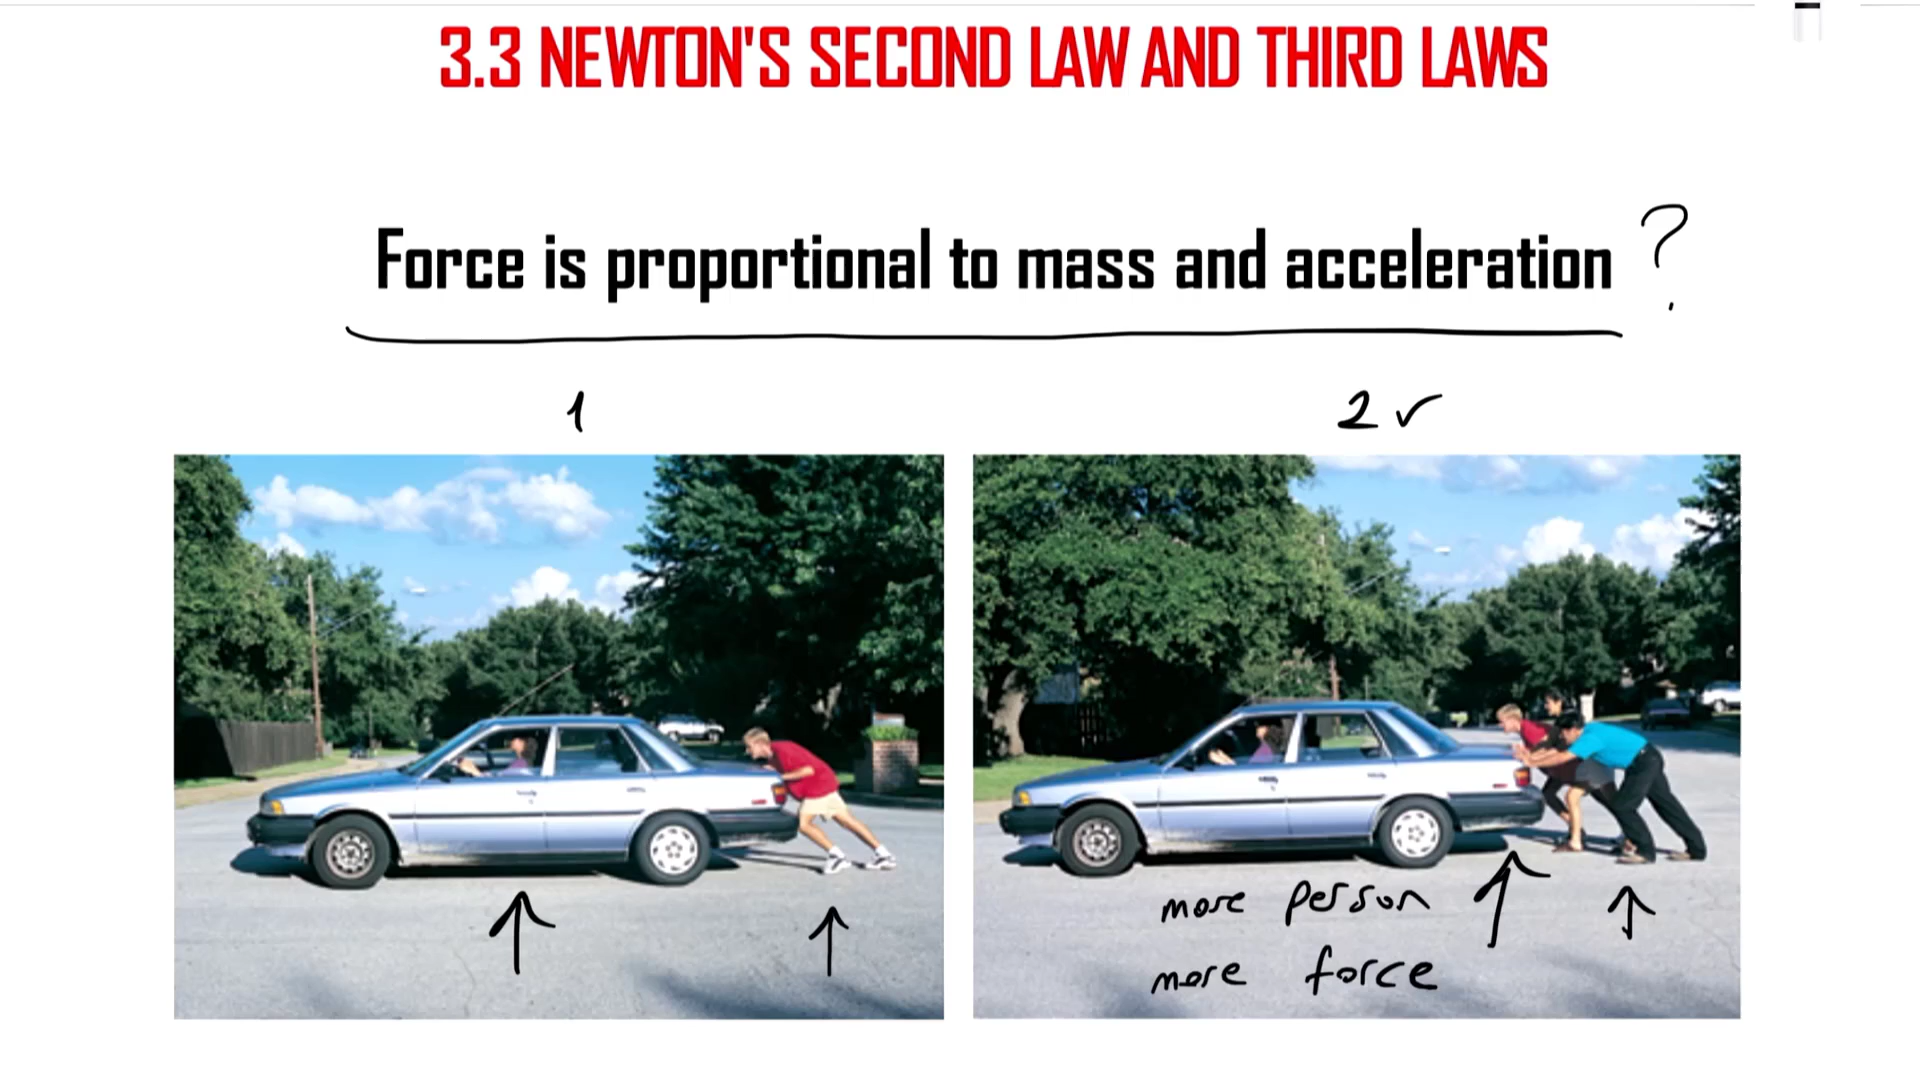 3.3 NEWTON'S SECOND LAW AND THIRD LAWS
Force is proportional to mass and acceleration ?
1
2 ✓
more person
more force